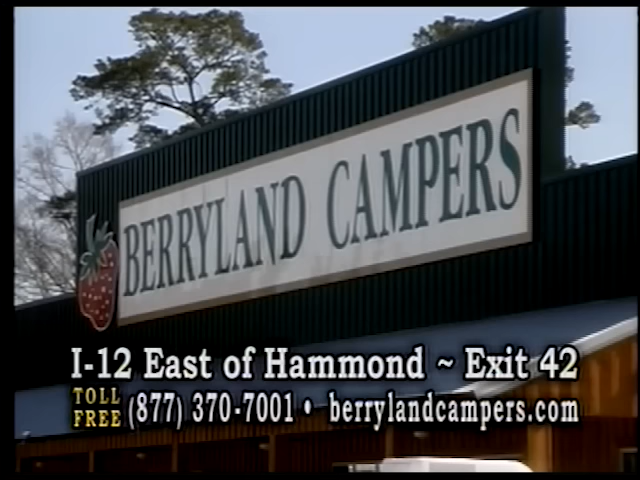 BERRYLAND CAMPERS
I-12 East of Hammond ~ Exit 42
TOLL FREE (877) 370-7001 • berrylandcampers.com